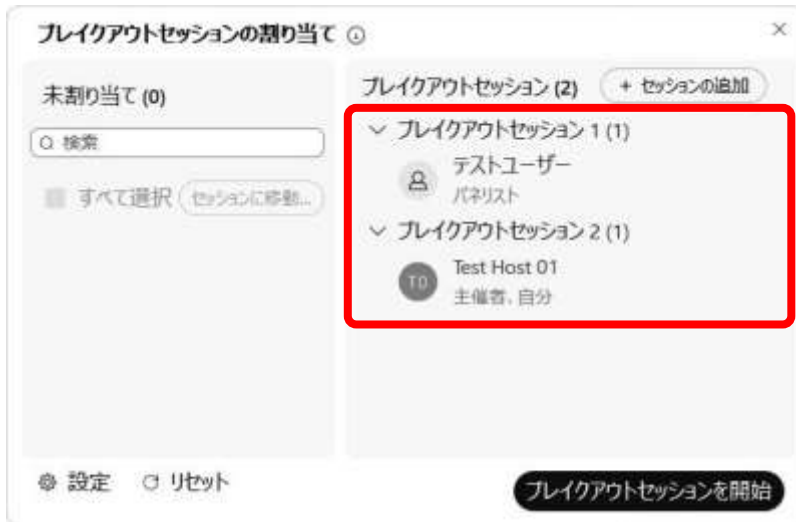 ブレイクアウトセッションの割り当て
未割り当て (0)
検索
すべて選択 セッションに移動...
ブレイクアウトセッション (2) + セッションの追加
ブレイクアウトセッション 1 (1)
テストユーザー
パネリスト
ブレイクアウトセッション 2 (1)
TO Test Host 01
主催者、自分
設定 リセット
ブレイクアウトセッションを開始